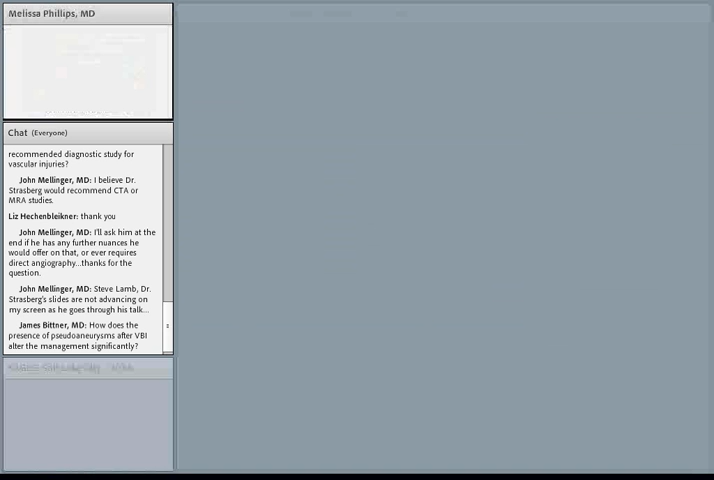 Melissa Phillips, MD
Chat (Everyone)
recommended diagnostic study for
vascular injuries?
John Mellinger, MD: I believe Dr.
Strasberg would recommend CTA or
MRA studies.
Liz Hechenbleikner: thank you
John Mellinger, MD: I'll ask him at the
end if he has any further nuances he
would offer on that, or ever requires
direct angiography...thanks for the
question.
John Mellinger, MD: Steve Lamb, Dr.
Strasberg's slides are not advancing on
my screen as he goes through his talk...
James Bittner, MD: How does the
presence of pseudoaneurysms after VBI
alter the management significantly?